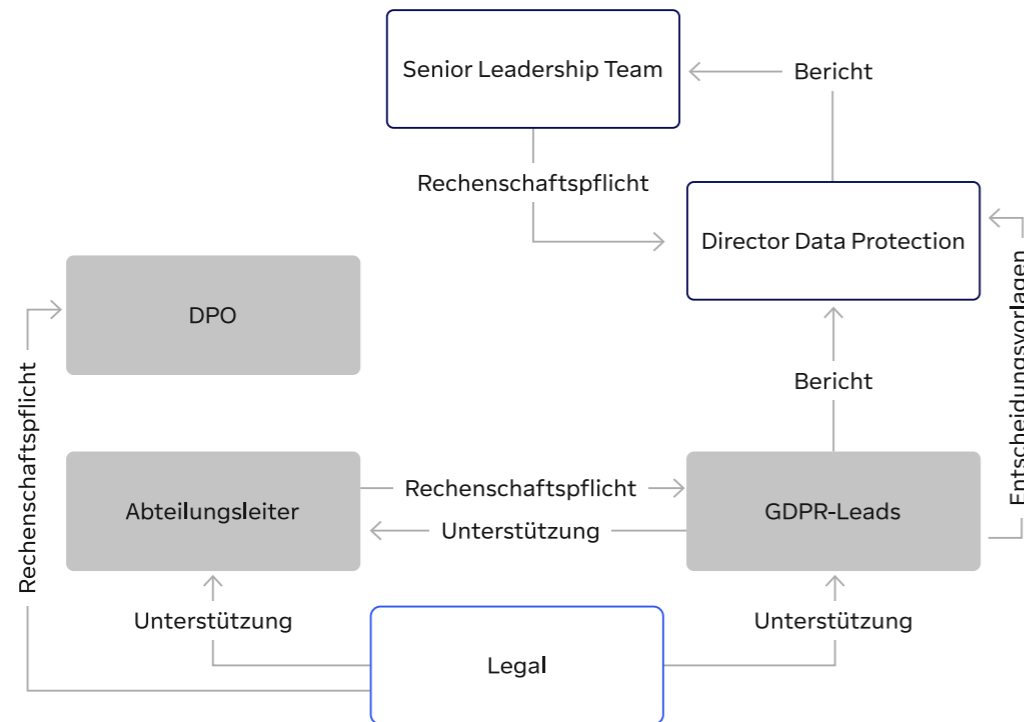 Senior Leadership Team
Bericht
Rechenschaftspflicht
Director Data Protection
DPO
Bericht
Entscheidungsvorlagen
Rechenschaftspflicht
Abteilungsleiter
Rechenschaftspflicht
Unterstützung
GDPR-Leads
Unterstützung
Unterstützung
Legal